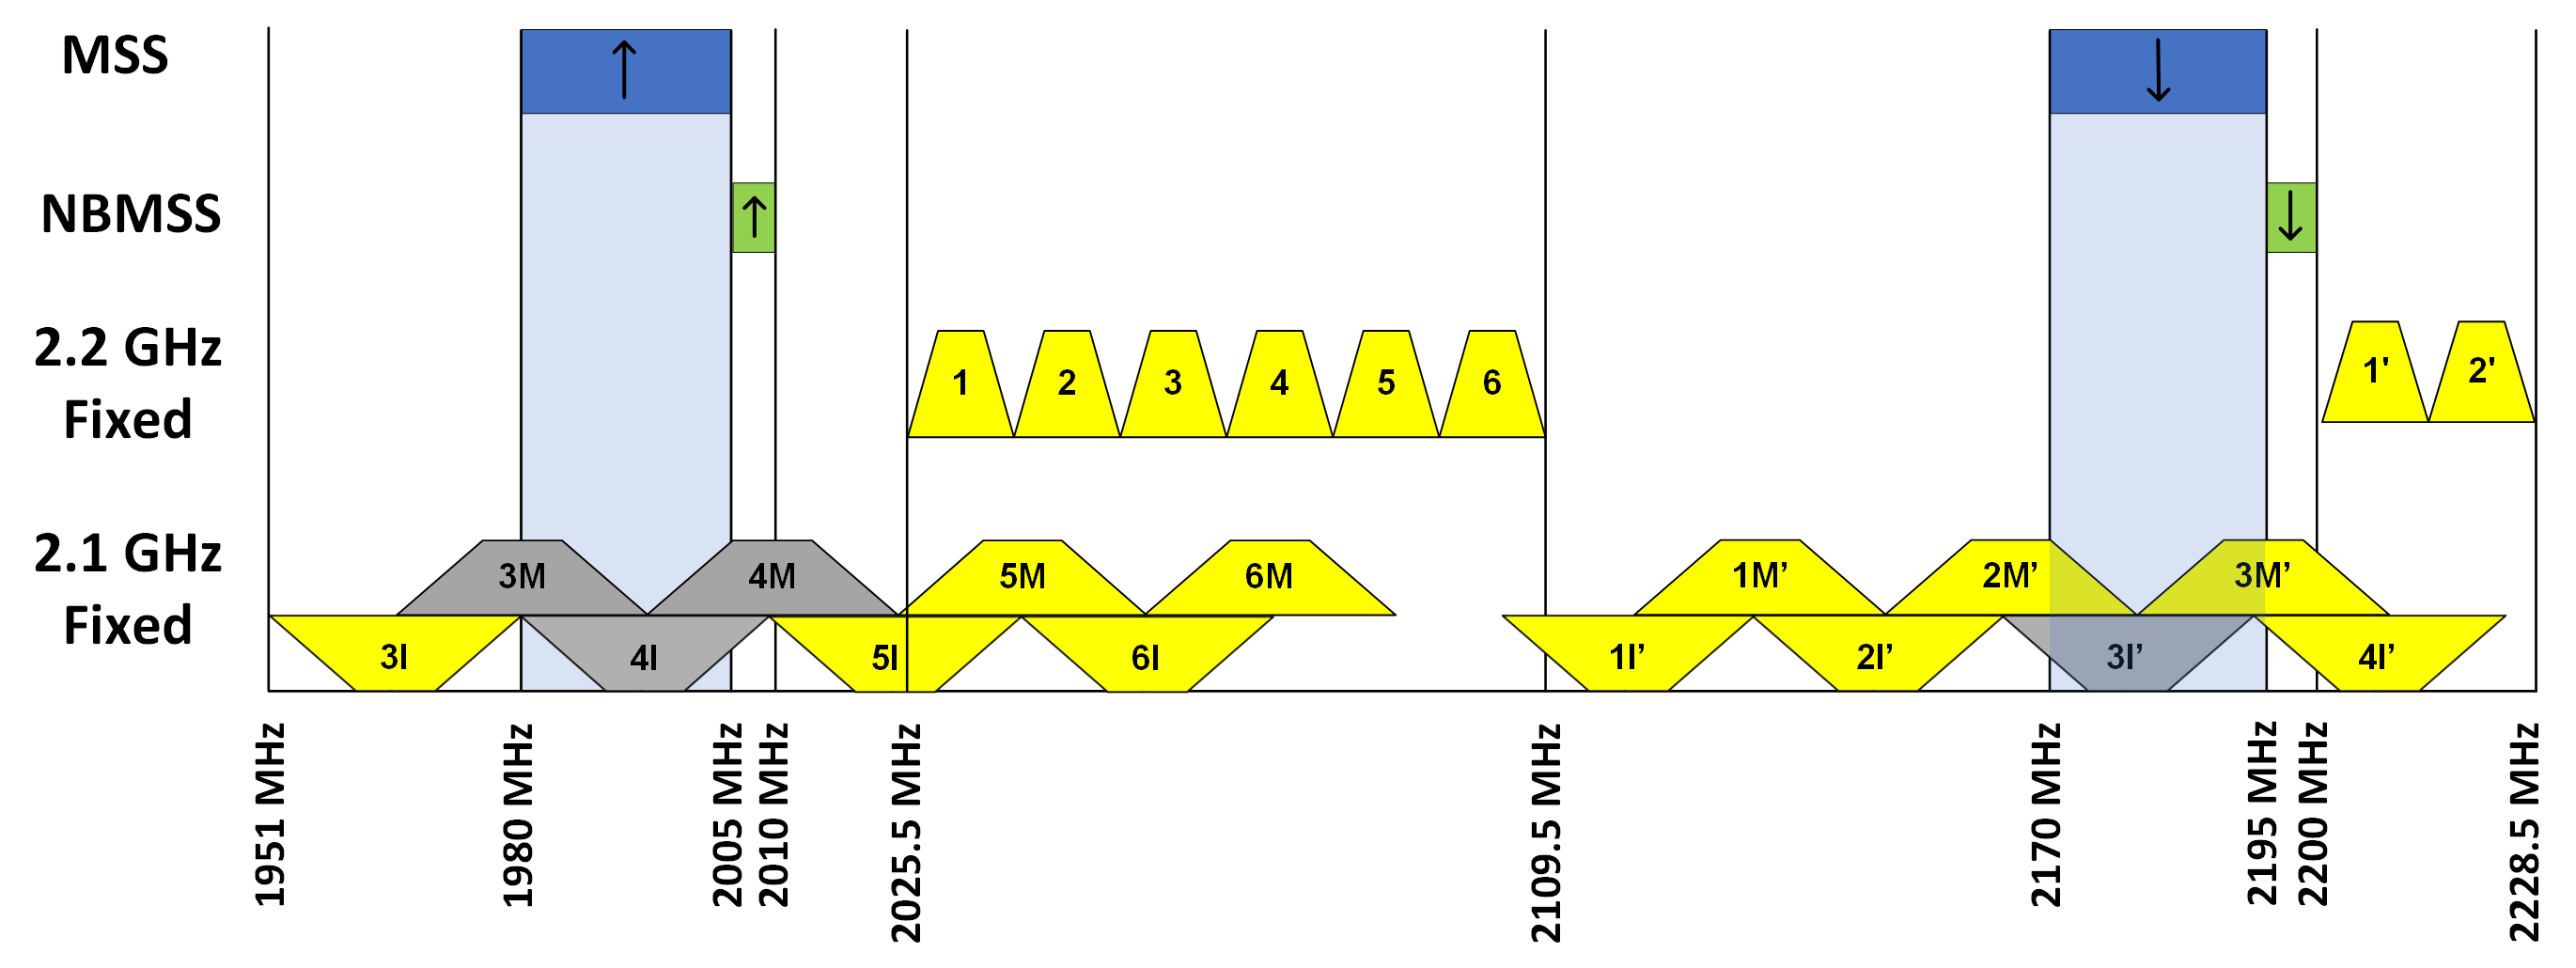 MSS
NBMSS
2.2 GHz
Fixed
1 2 3 4 5 6 1' 2'
2.1 GHz
Fixed
3M 4M 5M 6M 1M’ 2M’ 3M’
3I 4I 5I 6I 1I’ 2I’ 3I’ 4I’
1951 MHz
1980 MHz
2005 MHz
2010 MHz
2025.5 MHz
2109.5 MHz
2170 MHz
2195 MHz
2200 MHz
2228.5 MHz